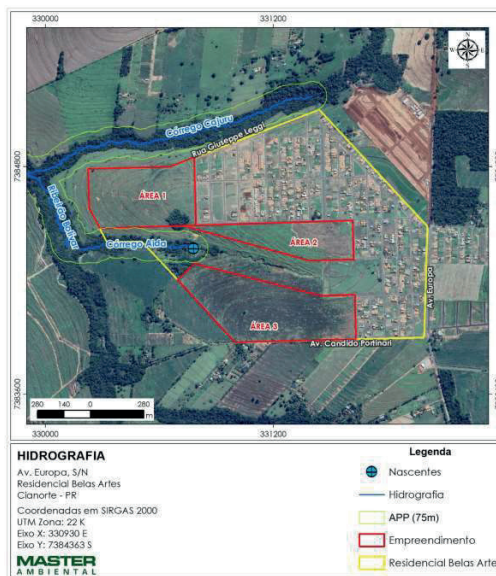 330000
331200
7384800
7384800
Córrego Cajuru
Rua Giuseppe Leggi
ÁREA 1
Córrego Alda
ÁREA 2
ÁREA 3
Av. Europa
Av. Candido Portinari
7383600
7383600
280 140 0 280
m
330000
331200
HIDROGRAFIA
Av. Europa, S/N
Residencial Belas Artes
Cianorte - PR
Coordenadas em SIRGAS 2000
UTM Zona: 22 K
Eixo X: 330930 E
Eixo Y: 7384363 S
MASTER
AMBIENTAL
Legenda
Nascentes
Hidrografia
APP (75m)
Empreendimento
Residencial Belas Artes